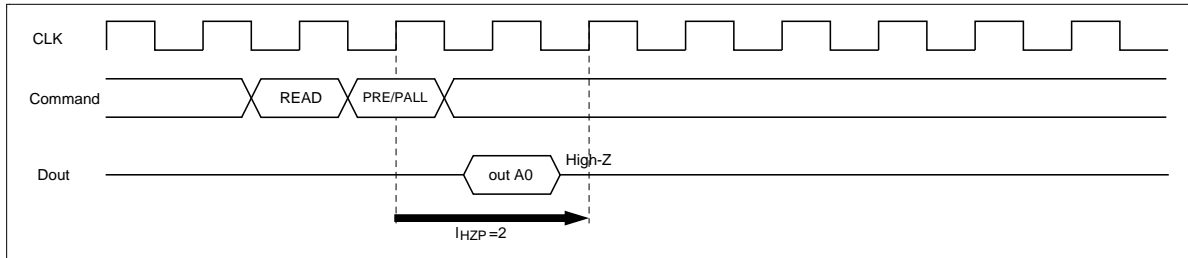 CLK
Command
READ
PRE/PALL
Dout
out A0
High-Z
lHZP=2